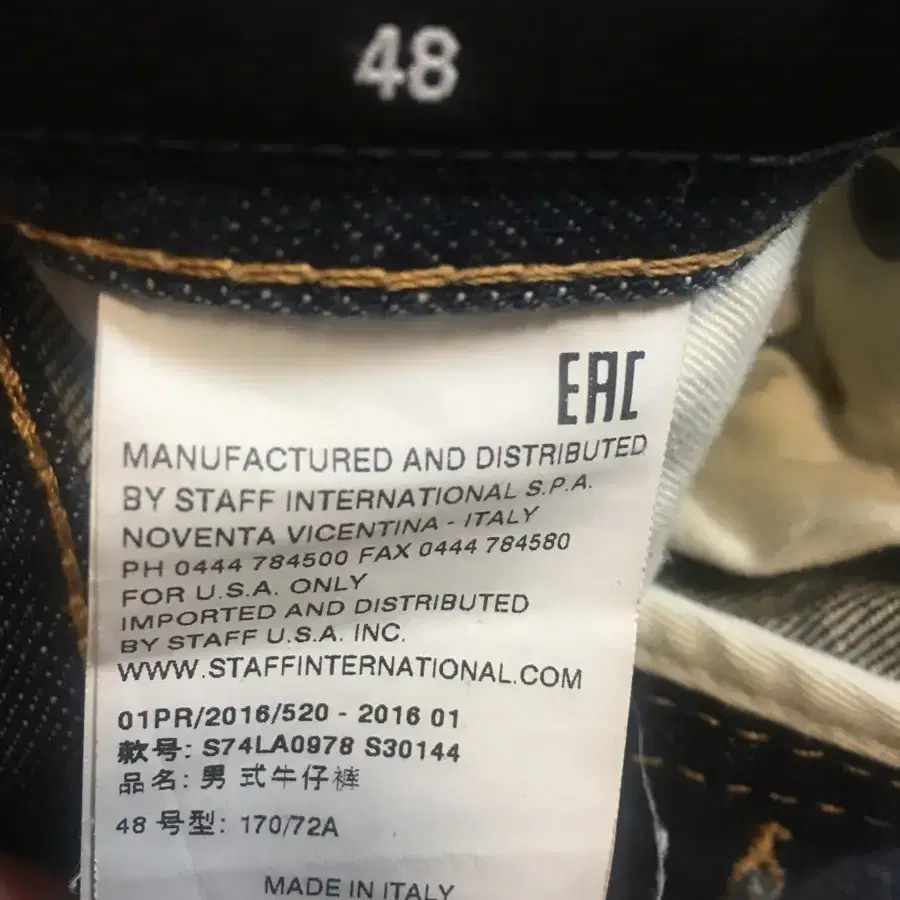 48
EAC
MANUFACTURED AND DISTRIBUTED
BY STAFF INTERNATIONAL S.P.A.
NOVENTA VICENTINA - ITALY
PH 0444 784500 FAX 0444 784580
FOR U.S.A. ONLY
IMPORTED AND DISTRIBUTED
BY STAFF U.S.A. INC.
WWW.STAFFINTERNATIONAL.COM
01PR/2016/520 - 2016 01
款号: S74LA0978 S30144
品名: 男式牛仔裤
48 号型: 170/72A
MADE IN ITALY